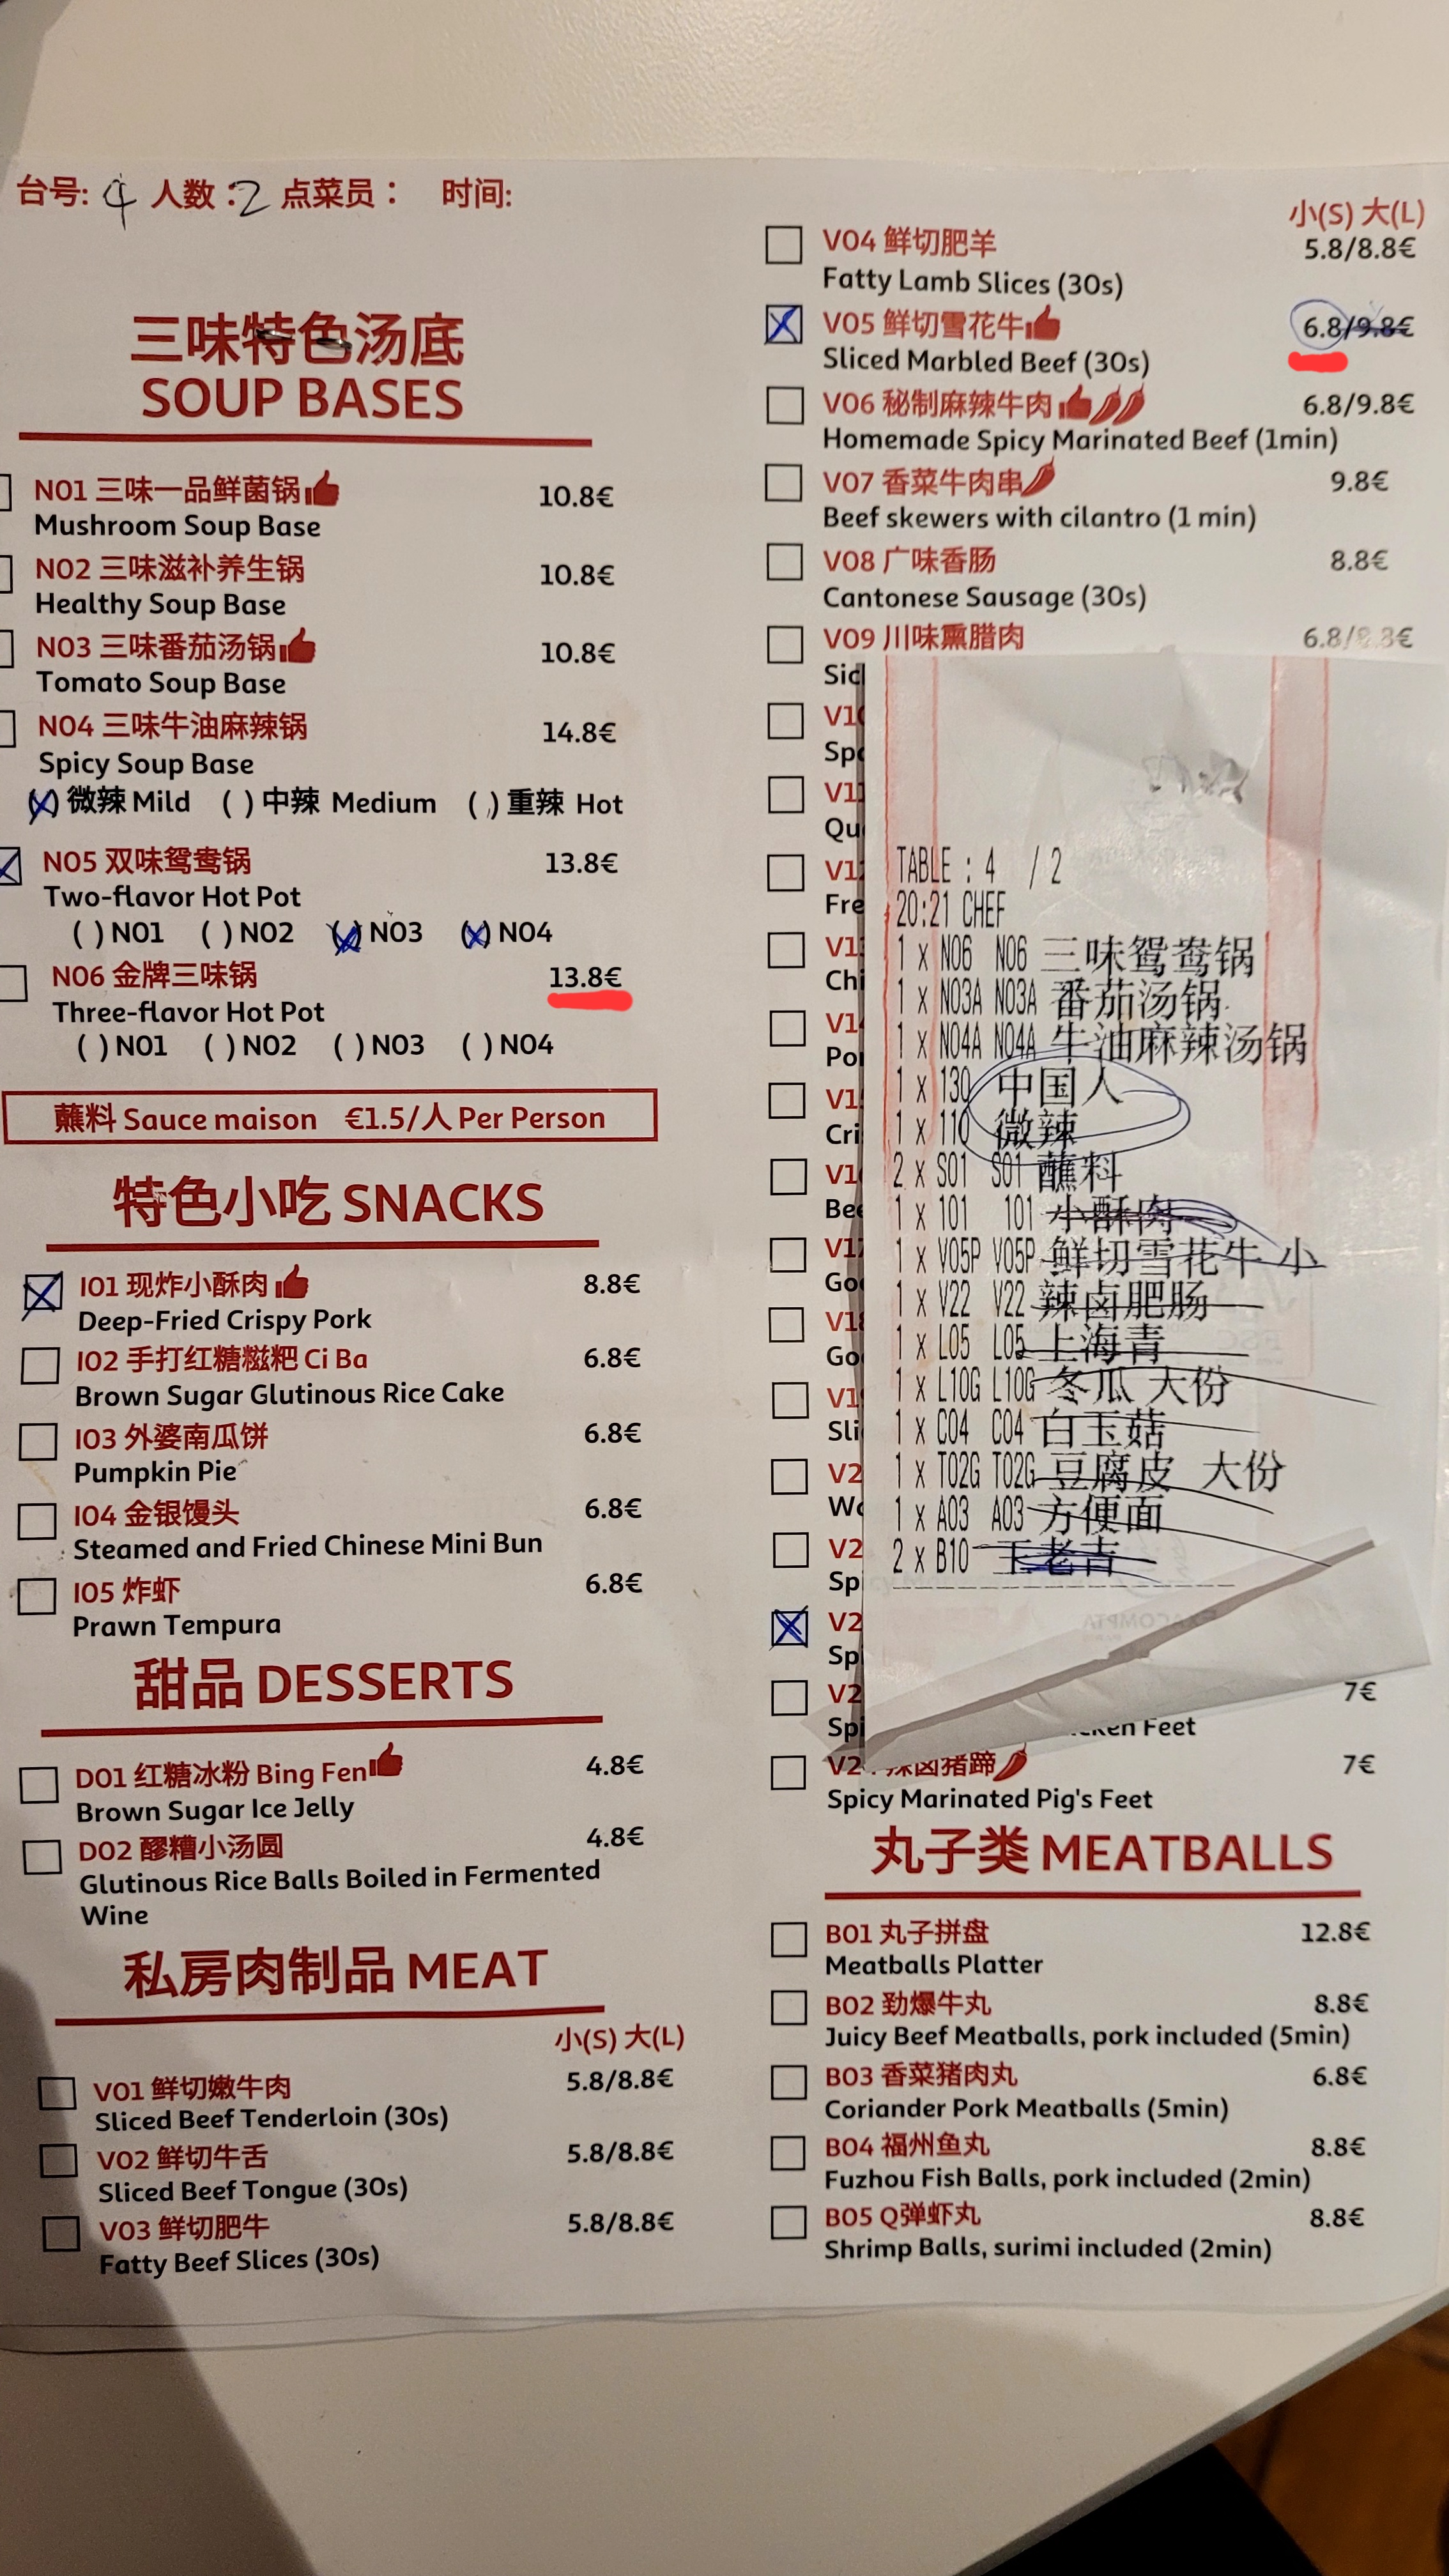 台号: 4 人数: 2 点菜员: 时间:
三味特色汤底
SOUP BASES
N01 三味一品鲜菌锅 10.8€
Mushroom Soup Base
N02 三味滋补养生锅 10.8€
Healthy Soup Base
N03 三味番茄汤锅 10.8€
Tomato Soup Base
N04 三味牛油麻辣锅 14.8€
Spicy Soup Base
(x) 微辣 Mild ( ) 中辣 Medium ( ) 重辣 Hot
N05 双味鸳鸯锅 13.8€
Two-flavor Hot Pot
( ) N01 ( ) N02 (x) N03 (x) N04
N06 金牌三味锅 13.8€
Three-flavor Hot Pot
( ) N01 ( ) N02 ( ) N03 ( ) N04
蘸料 Sauce maison €1.5/人 Per Person
特色小吃 SNACKS
I01 现炸小酥肉 8.8€
Deep-Fried Crispy Pork
I02 手打红糖糍粑 Ci Ba 6.8€
Brown Sugar Glutinous Rice Cake
I03 外婆南瓜饼 6.8€
Pumpkin Pie
I04 金银馒头 6.8€
Steamed and Fried Chinese Mini Bun
I05 炸虾 6.8€
Prawn Tempura
甜品 DESSERTS
D01 红糖冰粉 Bing Fen 4.8€
Brown Sugar Ice Jelly
D02 醪糟小汤圆 4.8€
Glutinous Rice Balls Boiled in Fermented
Wine
私房肉制品 MEAT
小(S) 大(L)
V01 鲜切嫩牛肉 5.8/8.8€
Sliced Beef Tenderloin (30s)
V02 鲜切牛舌 5.8/8.8€
Sliced Beef Tongue (30s)
V03 鲜切肥牛 5.8/8.8€
Fatty Beef Slices (30s)
小(S) 大(L)
V04 鲜切肥羊 5.8/8.8€
Fatty Lamb Slices (30s)
V05 鲜切雪花牛 6.8/9.8€
Sliced Marbled Beef (30s)
V06 秘制麻辣牛肉 6.8/9.8€
Homemade Spicy Marinated Beef (1min)
V07 香菜牛肉串 9.8€
Beef skewers with cilantro (1 min)
V08 广味香肠 8.8€
Cantonese Sausage (30s)
V09 川味熏腊肉 6.8/8.8€
TABLE : 4 / 2
20:21 CHEF
1 x N06 N06 三味鸳鸯锅
1 x N03A N03A 番茄汤锅
1 x N04A N04A 牛油麻辣汤锅
1 x 130 中国人
1 x 110 微辣
2 x S01 S01 蘸料
1 x I01 I01 小酥肉
1 x V05P V05P 鲜切雪花牛 小
1 x V22 V22 辣卤肥肠
1 x L05 L05 上海青
1 x L10G L10G 冬瓜 大份
1 x C04 C04 白玉菇
1 x T02G T02G 豆腐皮 大份
1 x A03 A03 方便面
2 x B10 王老吉
7€
Feet
辣卤猪蹄 7€
Spicy Marinated Pig's Feet
丸子类 MEATBALLS
B01 丸子拼盘 12.8€
Meatballs Platter
B02 劲爆牛丸 8.8€
Juicy Beef Meatballs, pork included (5min)
B03 香菜猪肉丸 6.8€
Coriander Pork Meatballs (5min)
B04 福州鱼丸 8.8€
Fuzhou Fish Balls, pork included (2min)
B05 Q弹虾丸 8.8€
Shrimp Balls, surimi included (2min)